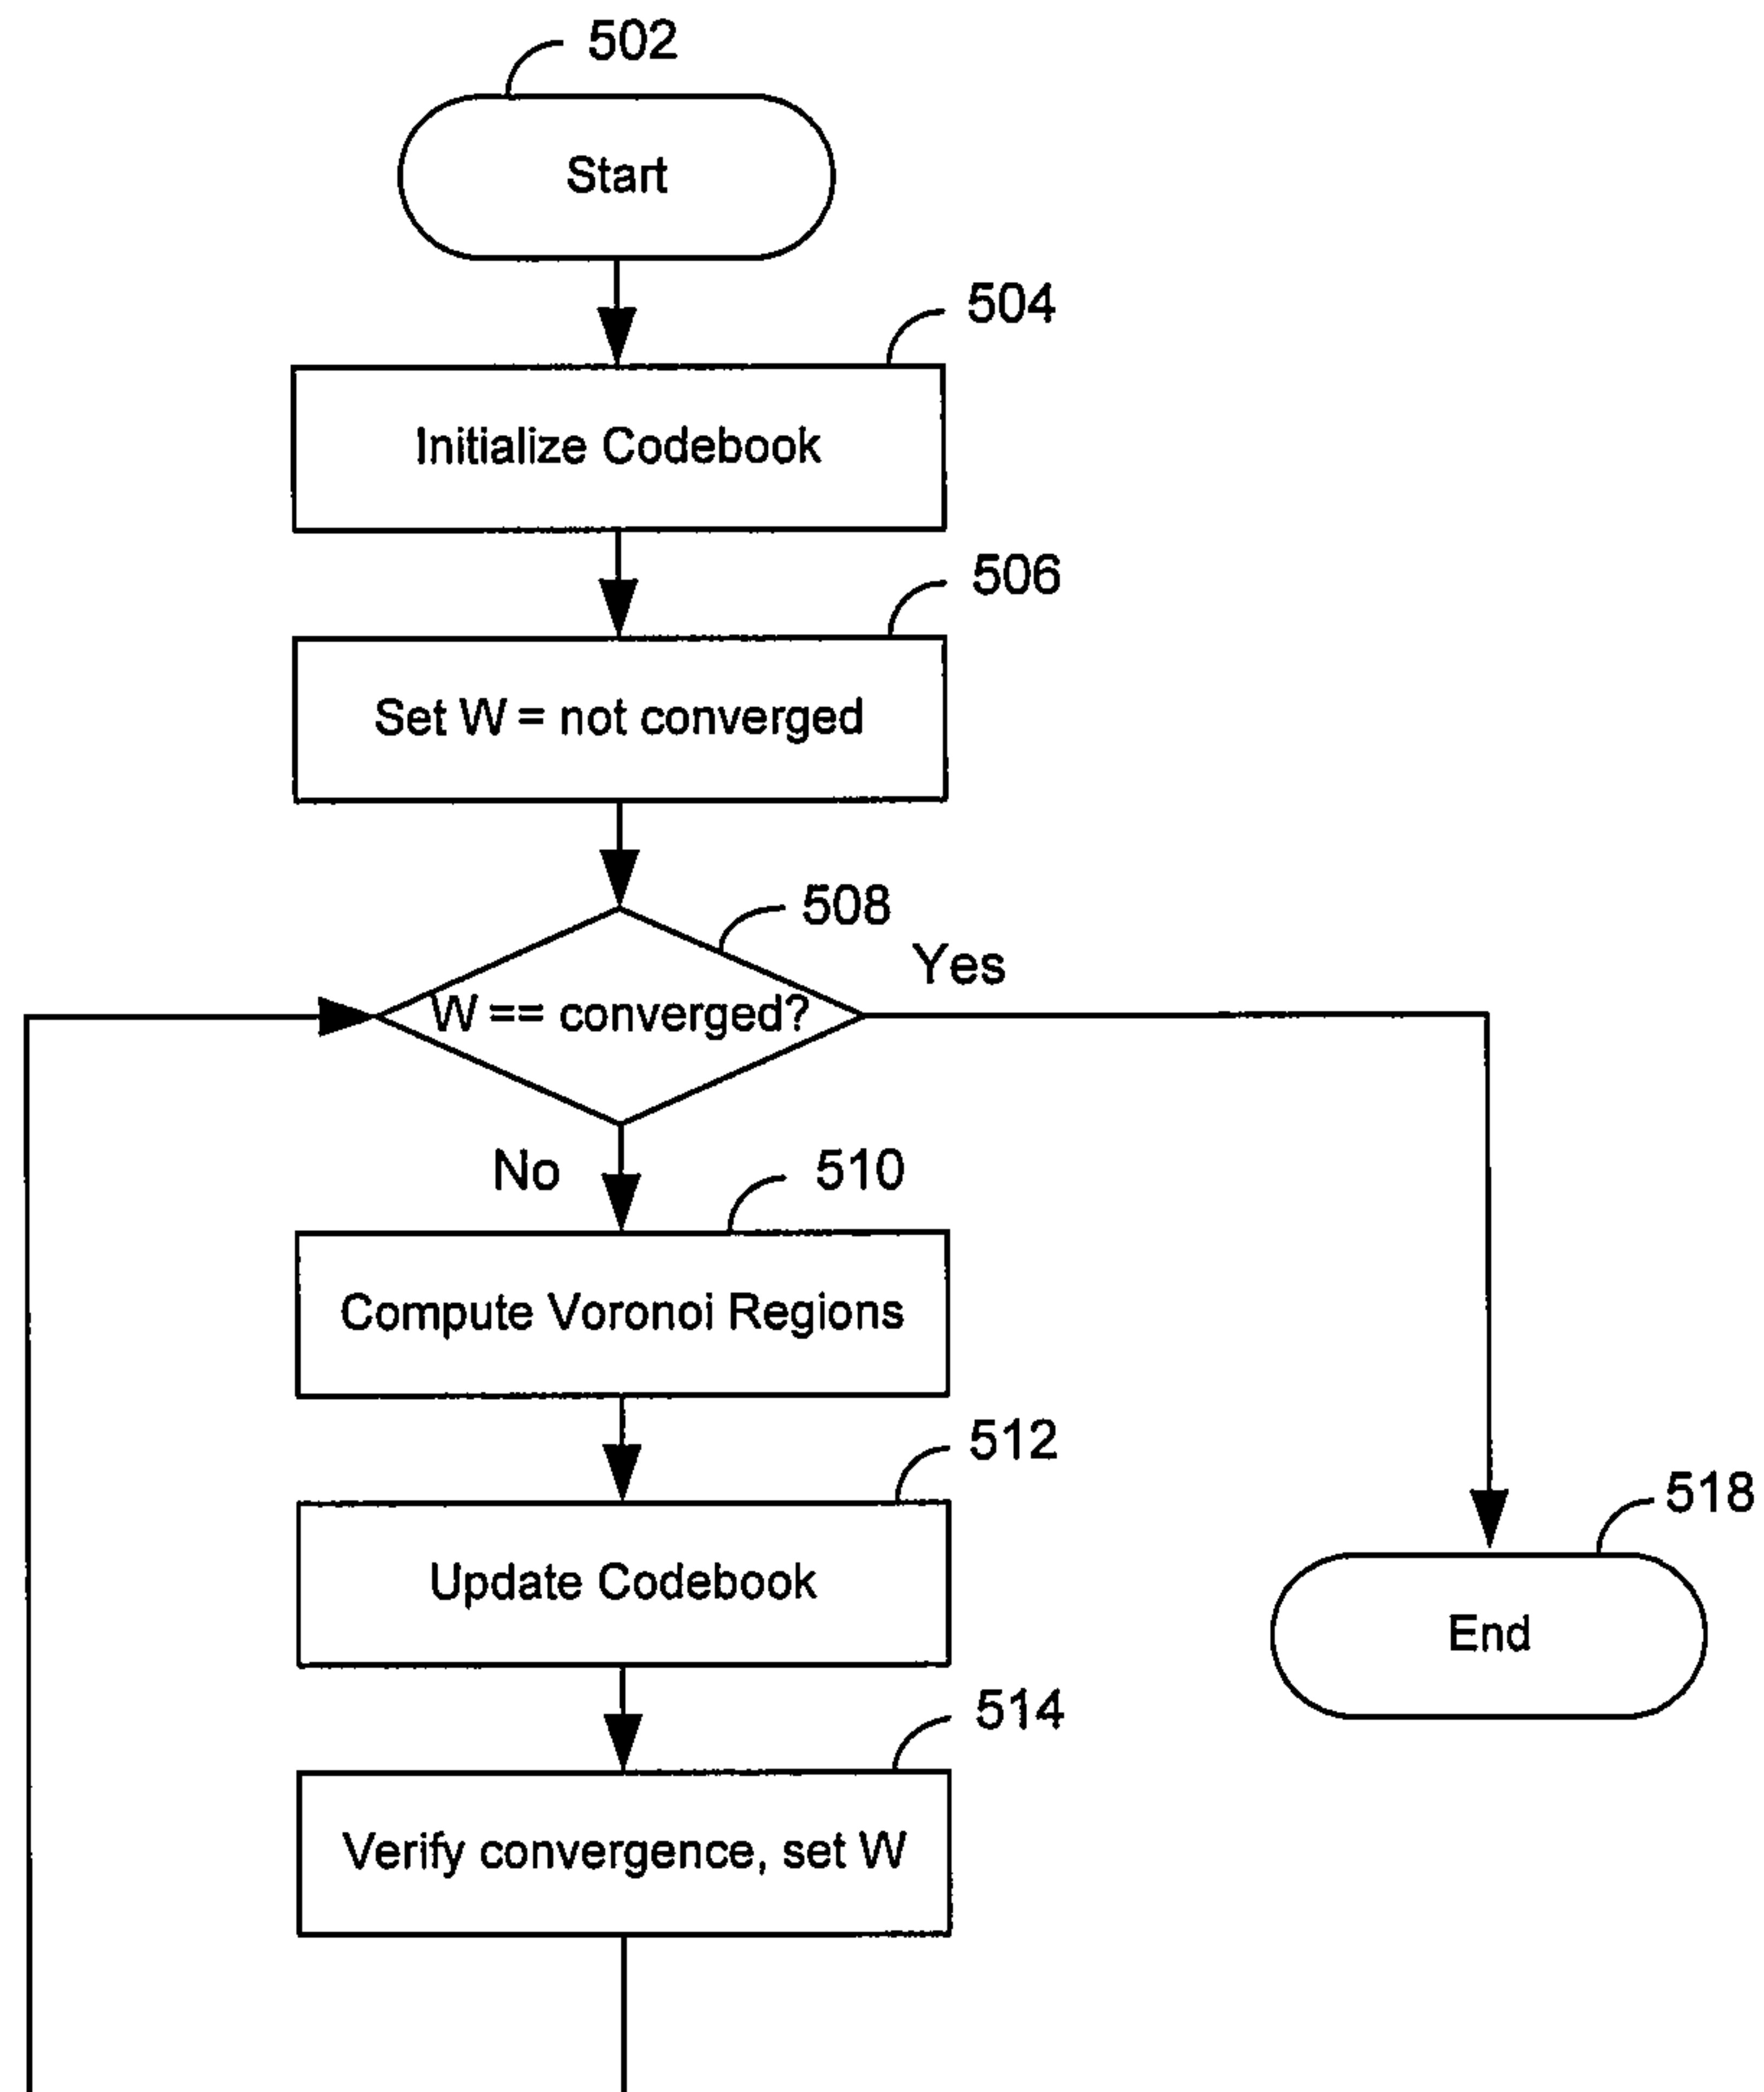 502
Start
504
Initialize Codebook
506
Set W = not converged
508
Yes
W == converged?
No
510
Compute Voronoi Regions
512
518
Update Codebook
End
514
Verify convergence, set W